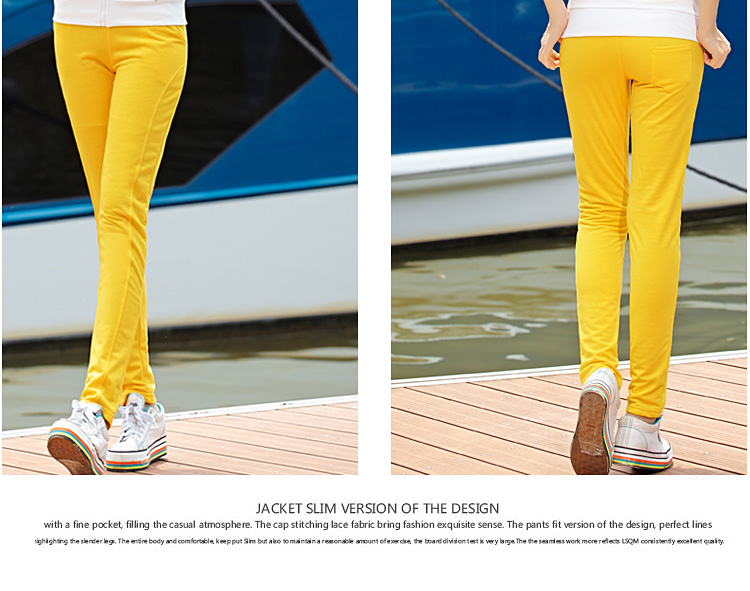 JACKET SLIM VERSION OF THE DESIGN
with a fine pocket, filling the casual atmosphere. The cap stitching lace fabric bring fashion exquisite sense. The pants fit version of the design, perfect lines
ighlighting the slender legs. The entire body and comfortable, keep put Slim but also to maintain a reasonable amount of exercise, the board division test is very large.The the seamless work more reflects LSQM consistently excellent quality.